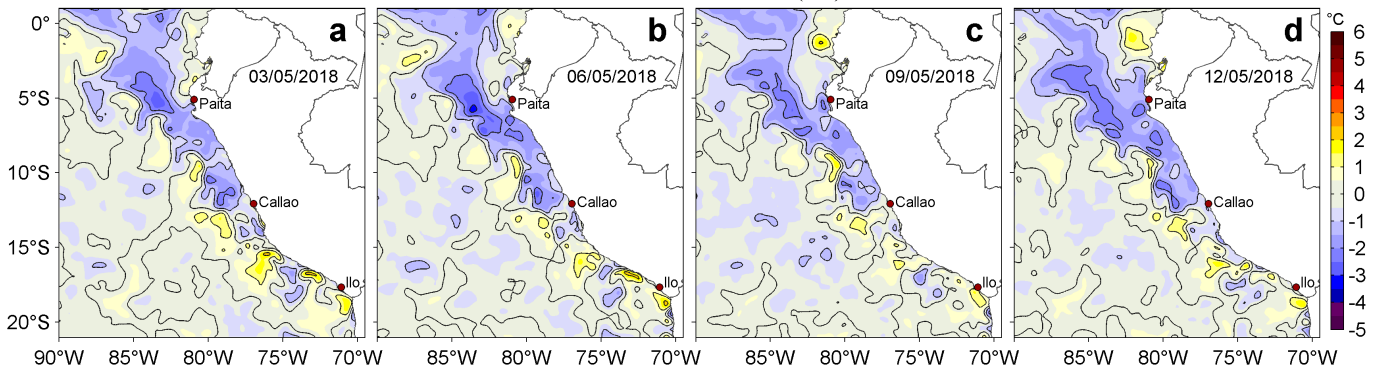 a
b
c
d
03/05/2018
06/05/2018
09/05/2018
12/05/2018
Paita
Paita
Paita
Paita
Callao
Callao
Callao
Callao
Ilo
Ilo
Ilo
Ilo
0°
5°S
10°S
15°S
20°S
90°W 85°W 80°W 75°W 70°W
85°W 80°W 75°W 70°W
85°W 80°W 75°W 70°W
85°W 80°W 75°W 70°W
°C
6
5
4
3
2
1
0
-1
-2
-3
-4
-5